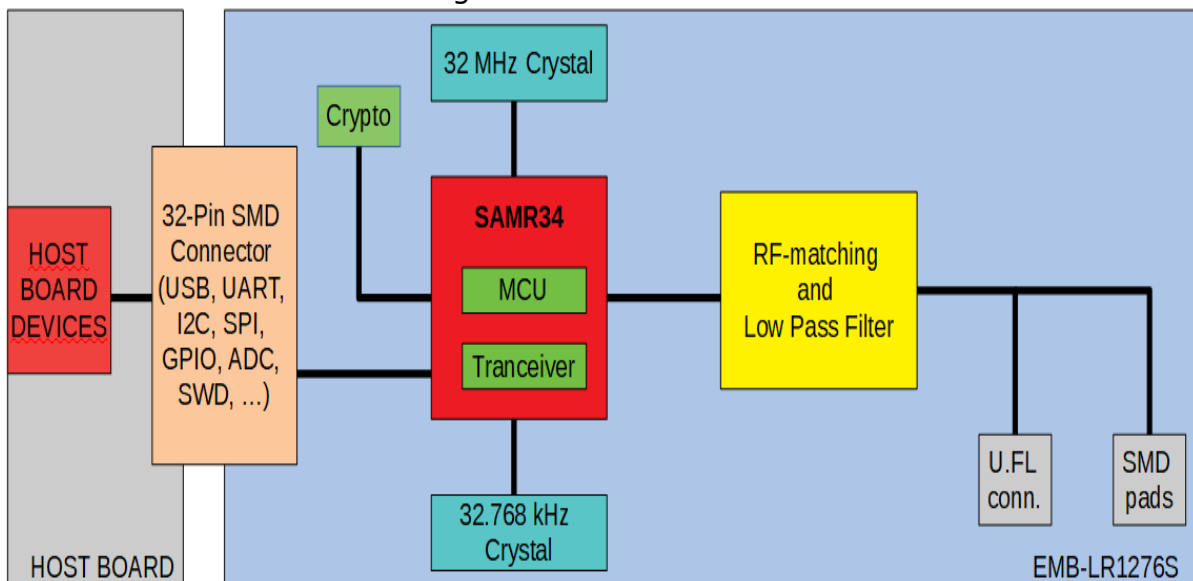 32 MHz Crystal
Crypto
32-Pin SMD
Connector
(USB, UART,
I2C, SPI,
GPIO, ADC,
SWD, ...)
HOST
BOARD
DEVICES
SAMR34
MCU
Tranceiver
RF-matching
and
Low Pass Filter
U.FL
conn.
SMD
pads
32.768 kHz
Crystal
HOST BOARD
EMB-LR1276S